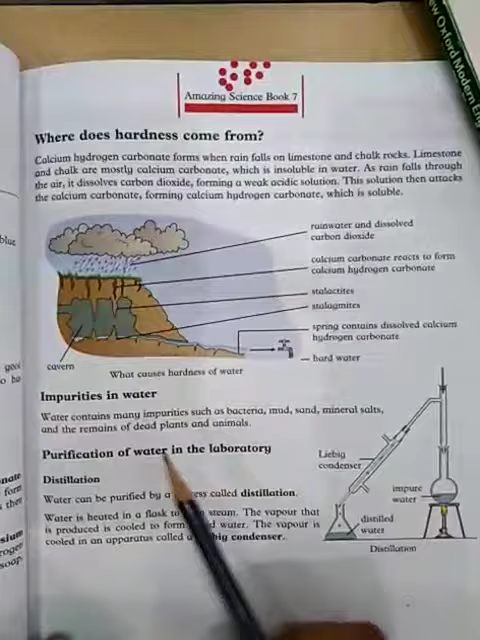 New Oxford Modern En
Amazing Science Book 7
Where does hardness come from?
Calcium hydrogen carbonate forms when rain falls on limestone and chalk rocks. Limestone
and chalk are mostly calcium carbonate, which is insoluble in water. As rain falls through
the air, it dissolves carbon dioxide, forming a weak acidic solution. This solution then attacks
the calcium carbonate, forming calcium hydrogen carbonate, which is soluble.
rainwater and dissolved
carbon dioxide
calcium carbonate reacts to form
calcium hydrogen carbonate
stalactites
stalagmites
spring contains dissolved calcium
hydrogen carbonate
hard water
cavern
What causes hardness of water
Impurities in water
Water contains many impurities such as bacteria, mud, sand, mineral salts,
and the remains of dead plants and animals.
Purification of water in the laboratory
Distillation
Water can be purified by a ess called distillation.
Water is heated in a flask to steam. The vapour that
is produced is cooled to form d water. The vapour is
cooled in an apparatus called a big condenser.
Liebig
condenser
impure
water
distilled
water
Distillation
blue
form
then